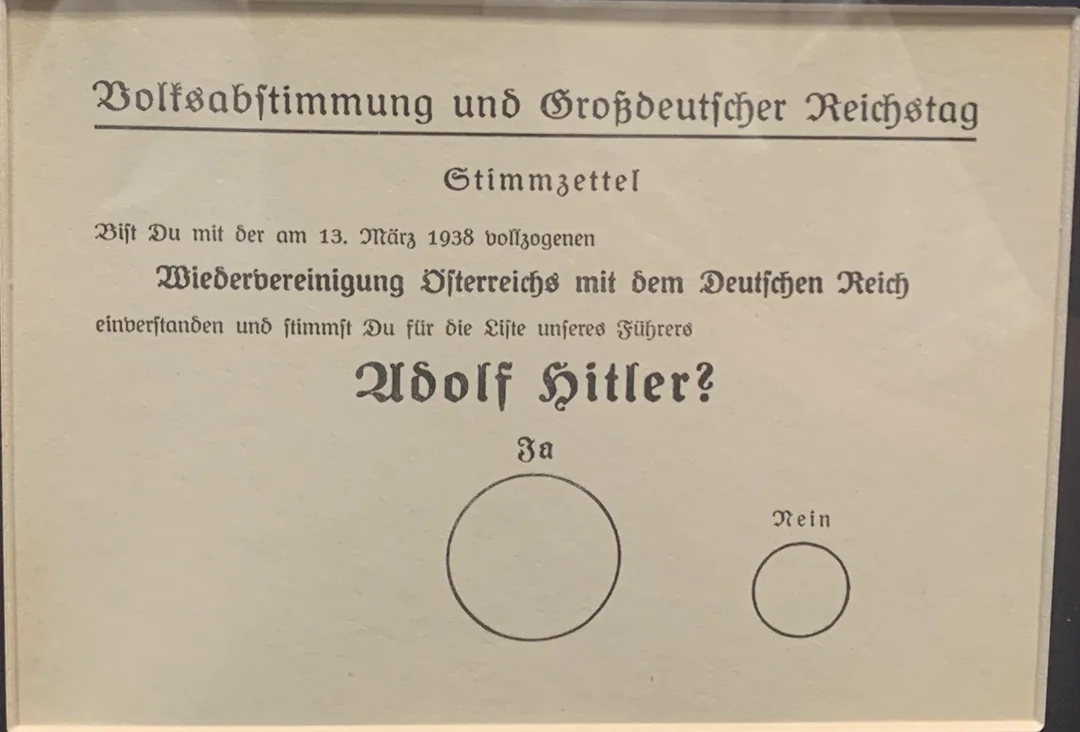 Volksabstimmung und Großdeutscher Reichstag
Stimmzettel
Bist Du mit der am 13. März 1938 vollzogenen
Wiedervereinigung Österreichs mit dem Deutschen Reich
einverstanden und stimmst Du für die Liste unseres Führers
Adolf Hitler?
Ja
Nein